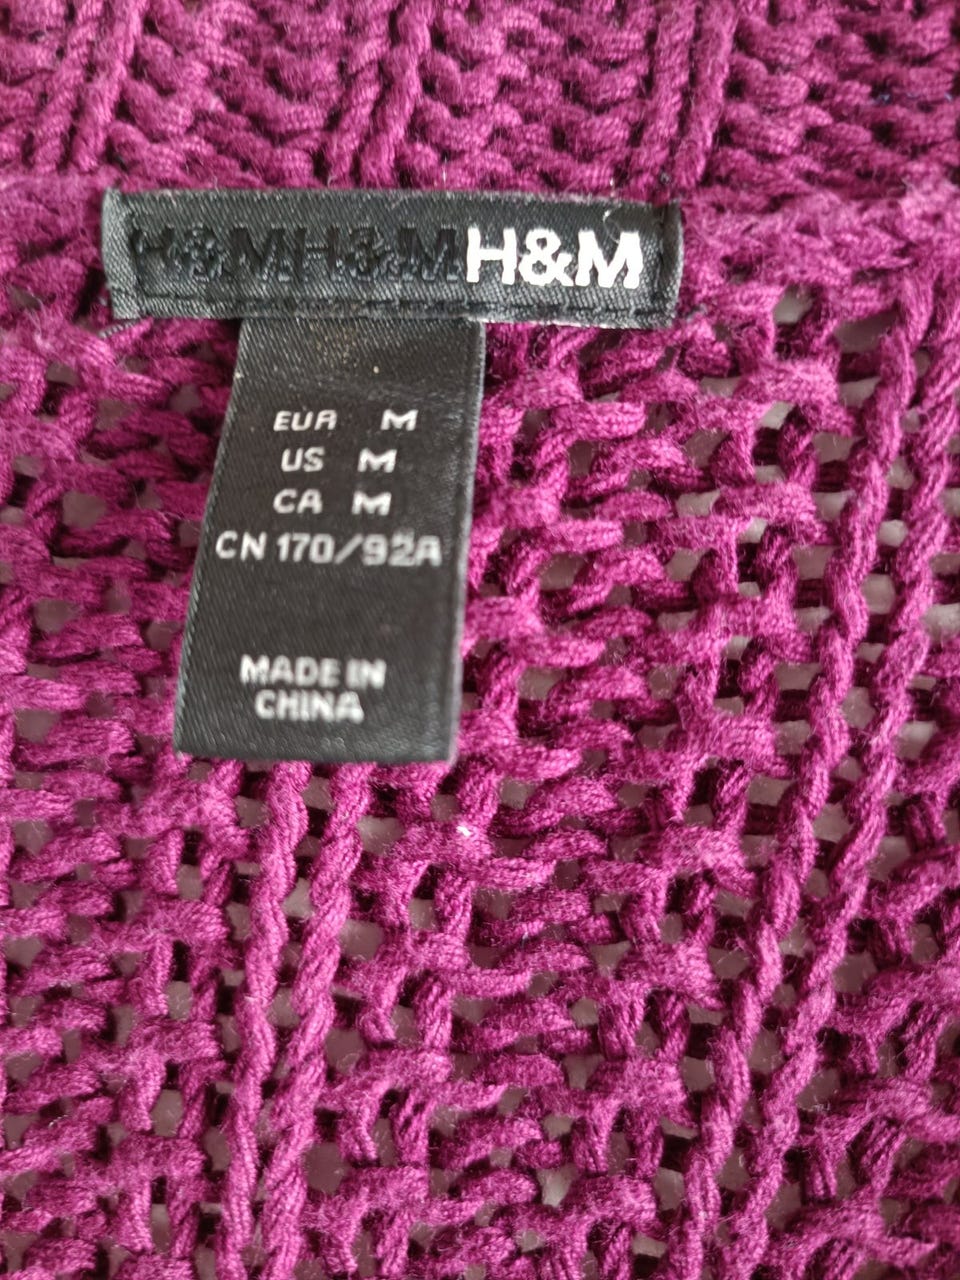 H&MH&MH&M
EUR M
US M
CA M
CN 170/92A
MADE IN
CHINA